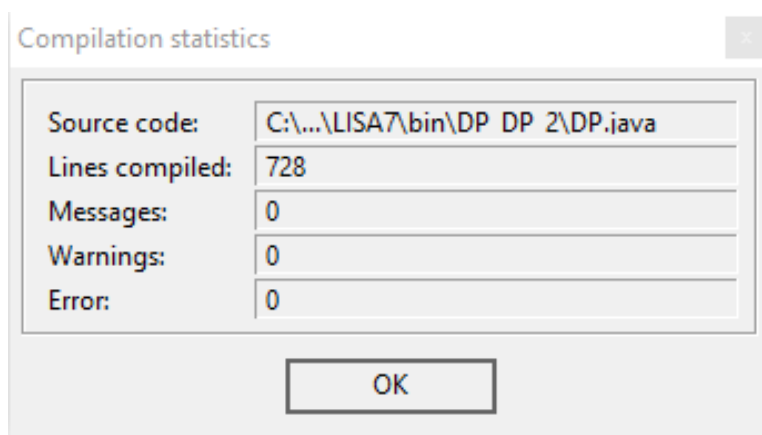 Compilation statistics
x
Source code: C:\...\LISA7\bin\DP DP 2\DP.java
Lines compiled: 728
Messages: 0
Warnings: 0
Error: 0
OK